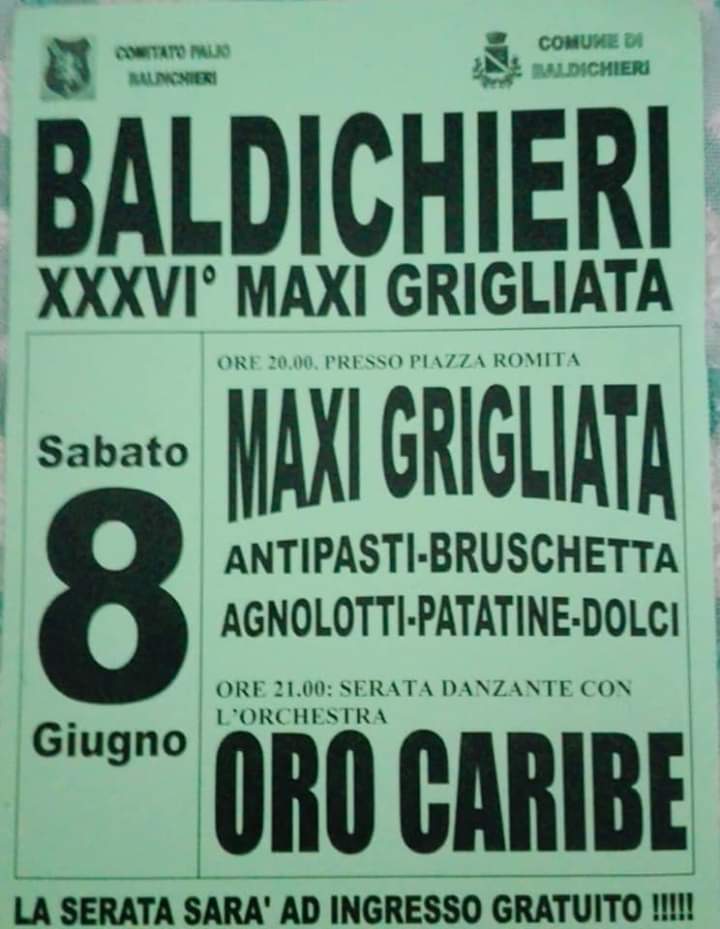 COMITATO PALIO
BALDICHIERI
COMUNE DI
BALDICHIERI
BALDICHIERI
XXXVI° MAXI GRIGLIATA
Sabato
8
Giugno
ORE 20.00. PRESSO PIAZZA ROMITA
MAXI GRIGLIATA
ANTIPASTI-BRUSCHETTA
AGNOLOTTI-PATATINE-DOLCI
ORE 21.00: SERATA DANZANTE CON
L'ORCHESTRA
ORO CARIBE
LA SERATA SARA' AD INGRESSO GRATUITO !!!!!